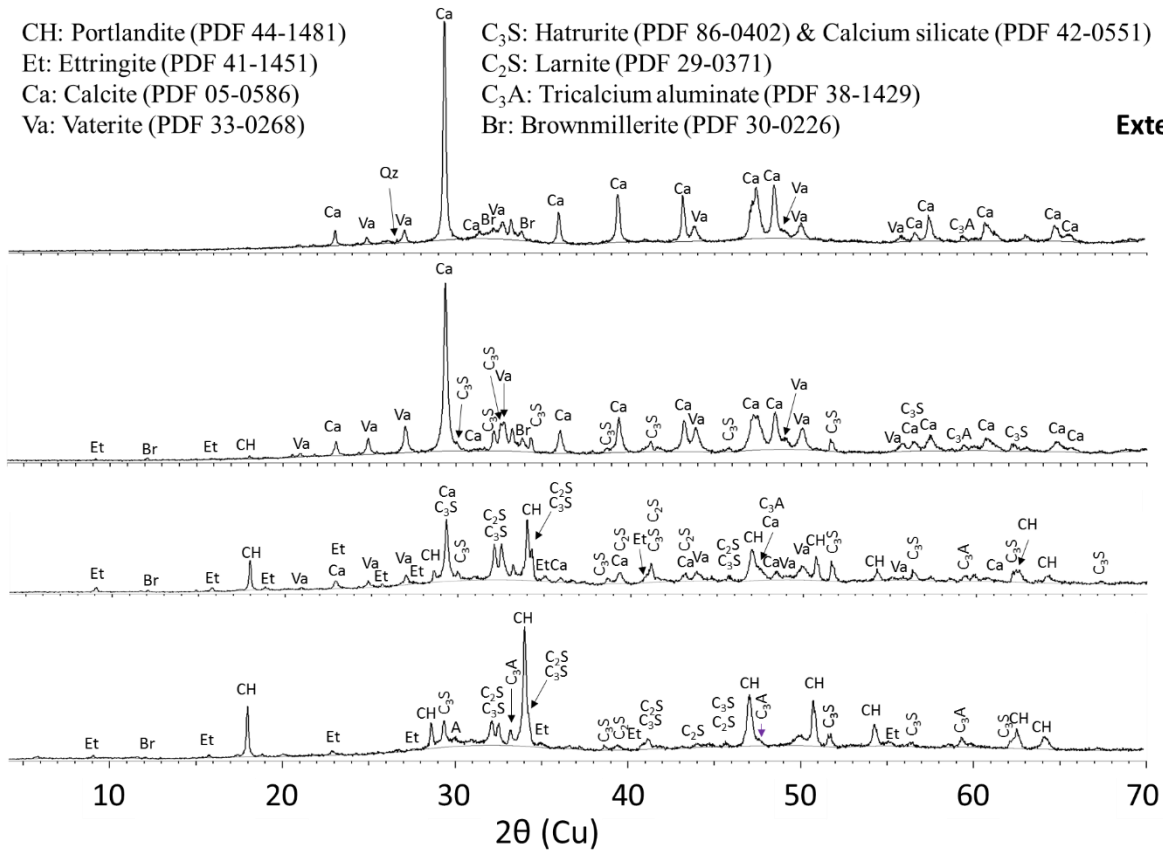 CH: Portlandite (PDF 44-1481)
Et: Ettringite (PDF 41-1451)
Ca: Calcite (PDF 05-0586)
Va: Vaterite (PDF 33-0268)
C₃S: Hatrurite (PDF 86-0402) & Calcium silicate (PDF 42-0551)
C₂S: Larnite (PDF 29-0371)
C₃A: Tricalcium aluminate (PDF 38-1429)
Br: Brownmillerite (PDF 30-0226)
Exte
Ca Va Qz Va Ca Ca Br Va Br Ca Ca Ca Va Ca Ca Va Va Va Ca Ca C₃A Ca Ca Ca
Et Br Et CH Va Ca Va Va Ca C₃S Ca C₃S C₃S Va Br C₃S Ca C₃S Ca C₃S Ca Va C₃S Ca Ca Va Va C₃S Va C₃S Ca C₃A Ca C₃S Ca Ca
Et Br Et CH Et Va Et Ca Va Et Va Et CH Ca C₃S C₃S C₂S C₃S CH C₂S C₃S Et Ca C₃S C₂S Ca Et C₃S C₂S C₂S Ca Va C₂S C₃S CH C₃A Ca Ca Va Va CH C₃S CH Va C₃S C₃A Ca C₃S CH CH C₃S
Et Br Et CH Et Et CH C₃S A C₂S C₃S C₃A CH C₂S C₃S Et C₃S C₂S Et C₂S C₃S C₂S C₃S C₂S CH C₃A CH C₃S CH Et C₃S C₃A C₃S CH CH
10 20 30 40 50 60 70
2θ (Cu)